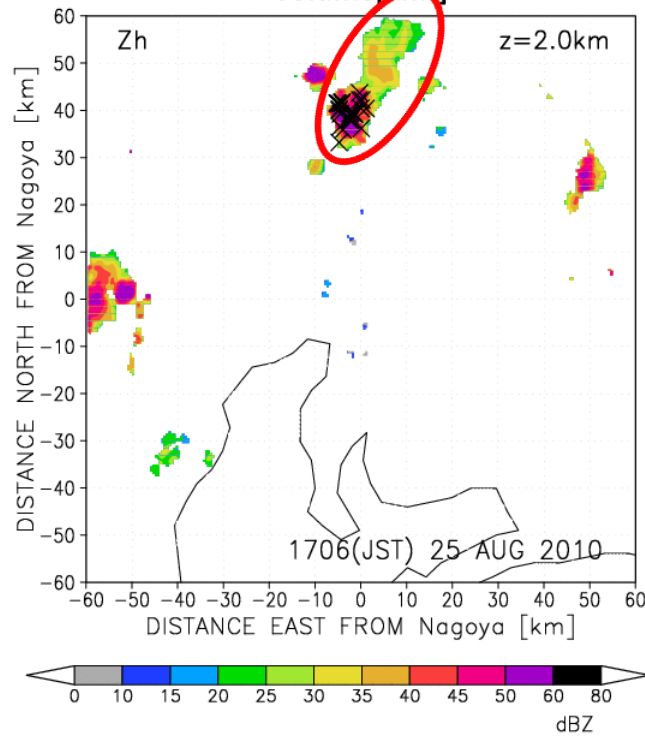 Zh
z=2.0km
DISTANCE NORTH FROM Nagoya [km]
60
50
40
30
20
10
0
−10
−20
−30
−40
−50
−60
1706(JST) 25 AUG 2010
−60 −50 −40 −30 −20 −10 0 10 20 30 40 50 60
DISTANCE EAST FROM Nagoya [km]
0 10 15 20 25 30 35 40 45 50 60 80
dBZ